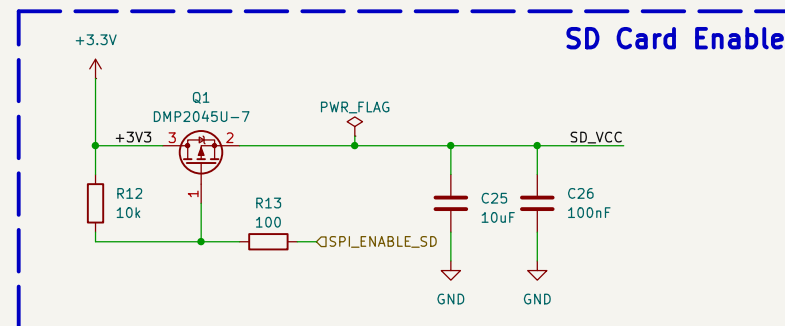 SD Card Enable
+3.3V
Q1
DMP2045U-7
PWR_FLAG
+3V3
3
2
SD_VCC
1
R12
10k
R13
100
SPI_ENABLE_SD
C25
10uF
C26
100nF
GND
GND